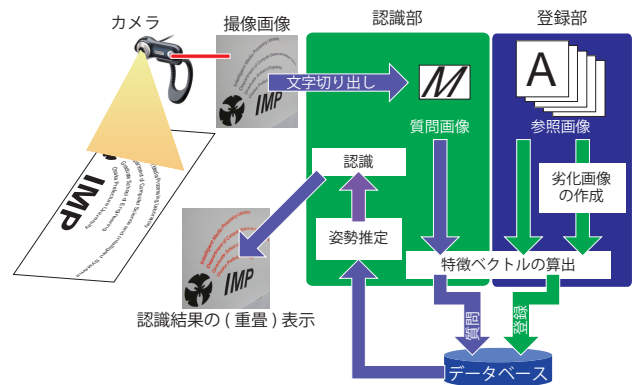 カメラ
撮像画像
認識部
登録部
文字切り出し
M
A
質問画像
参照画像
認識
劣化画像
の作成
姿勢推定
特徴ベクトルの算出
認識結果の(重畳)表示
質問
登録
データベース
IMP
IMP
IMP